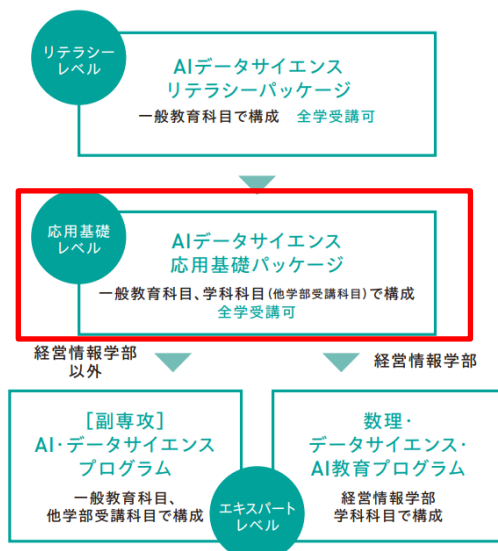 リテラシー
レベル
AIデータサイエンス
リテラシーパッケージ
一般教育科目で構成 全学受講可
応用基礎
レベル
AIデータサイエンス
応用基礎パッケージ
一般教育科目、学科科目(他学部受講科目)で構成
全学受講可
経営情報学部
以外
経営情報学部
[副専攻]
AI・データサイエンス
プログラム
一般教育科目、
他学部受講科目で構成
数理・
データサイエンス・
AI教育プログラム
経営情報学部
学科科目で構成
エキスパート
レベル